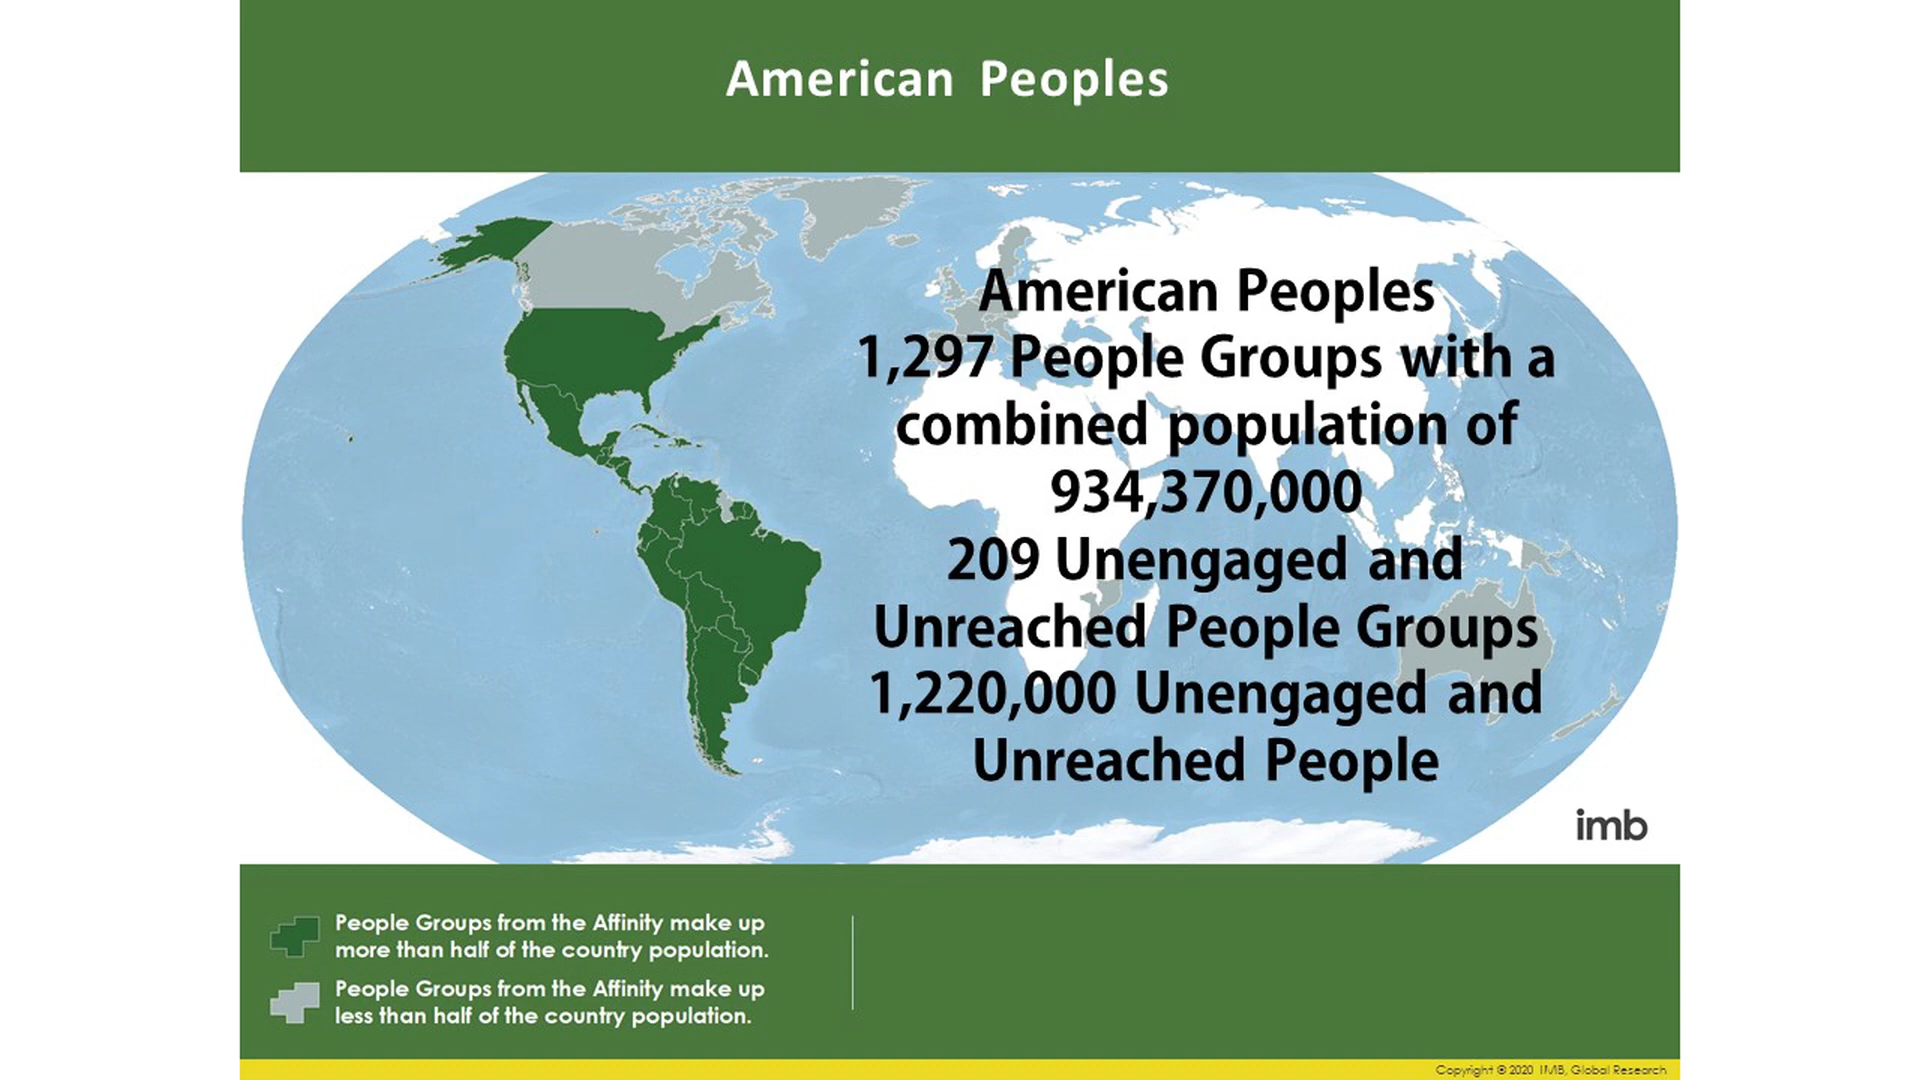 American Peoples
American Peoples
1,297 People Groups with a
combined population of
934,370,000
209 Unengaged and
Unreached People Groups
1,220,000 Unengaged and
Unreached People
imb
People Groups from the Affinity make up
more than half of the country population.
People Groups from the Affinity make up
less than half of the country population.
Copyright © 2020 IMB, Global Research